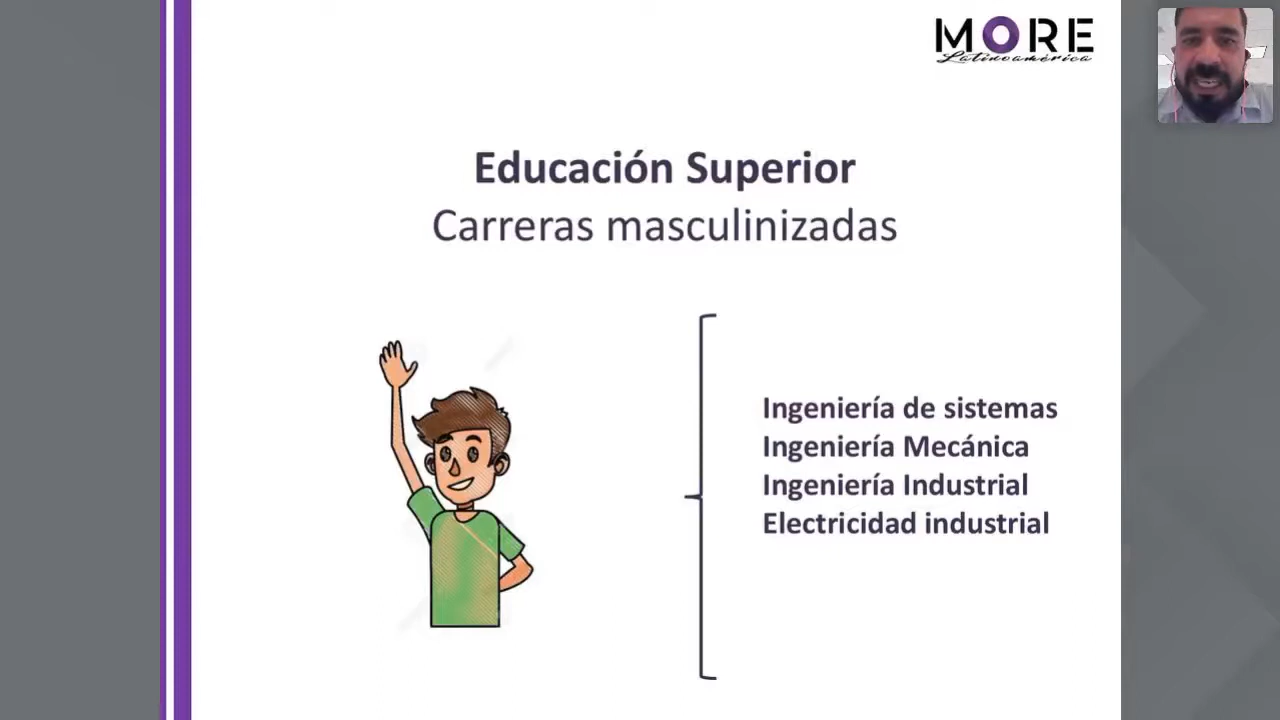 MORE
Latinoamérica
Educación Superior
Carreras masculinizadas
Ingeniería de sistemas
Ingeniería Mecánica
Ingeniería Industrial
Electricidad industrial